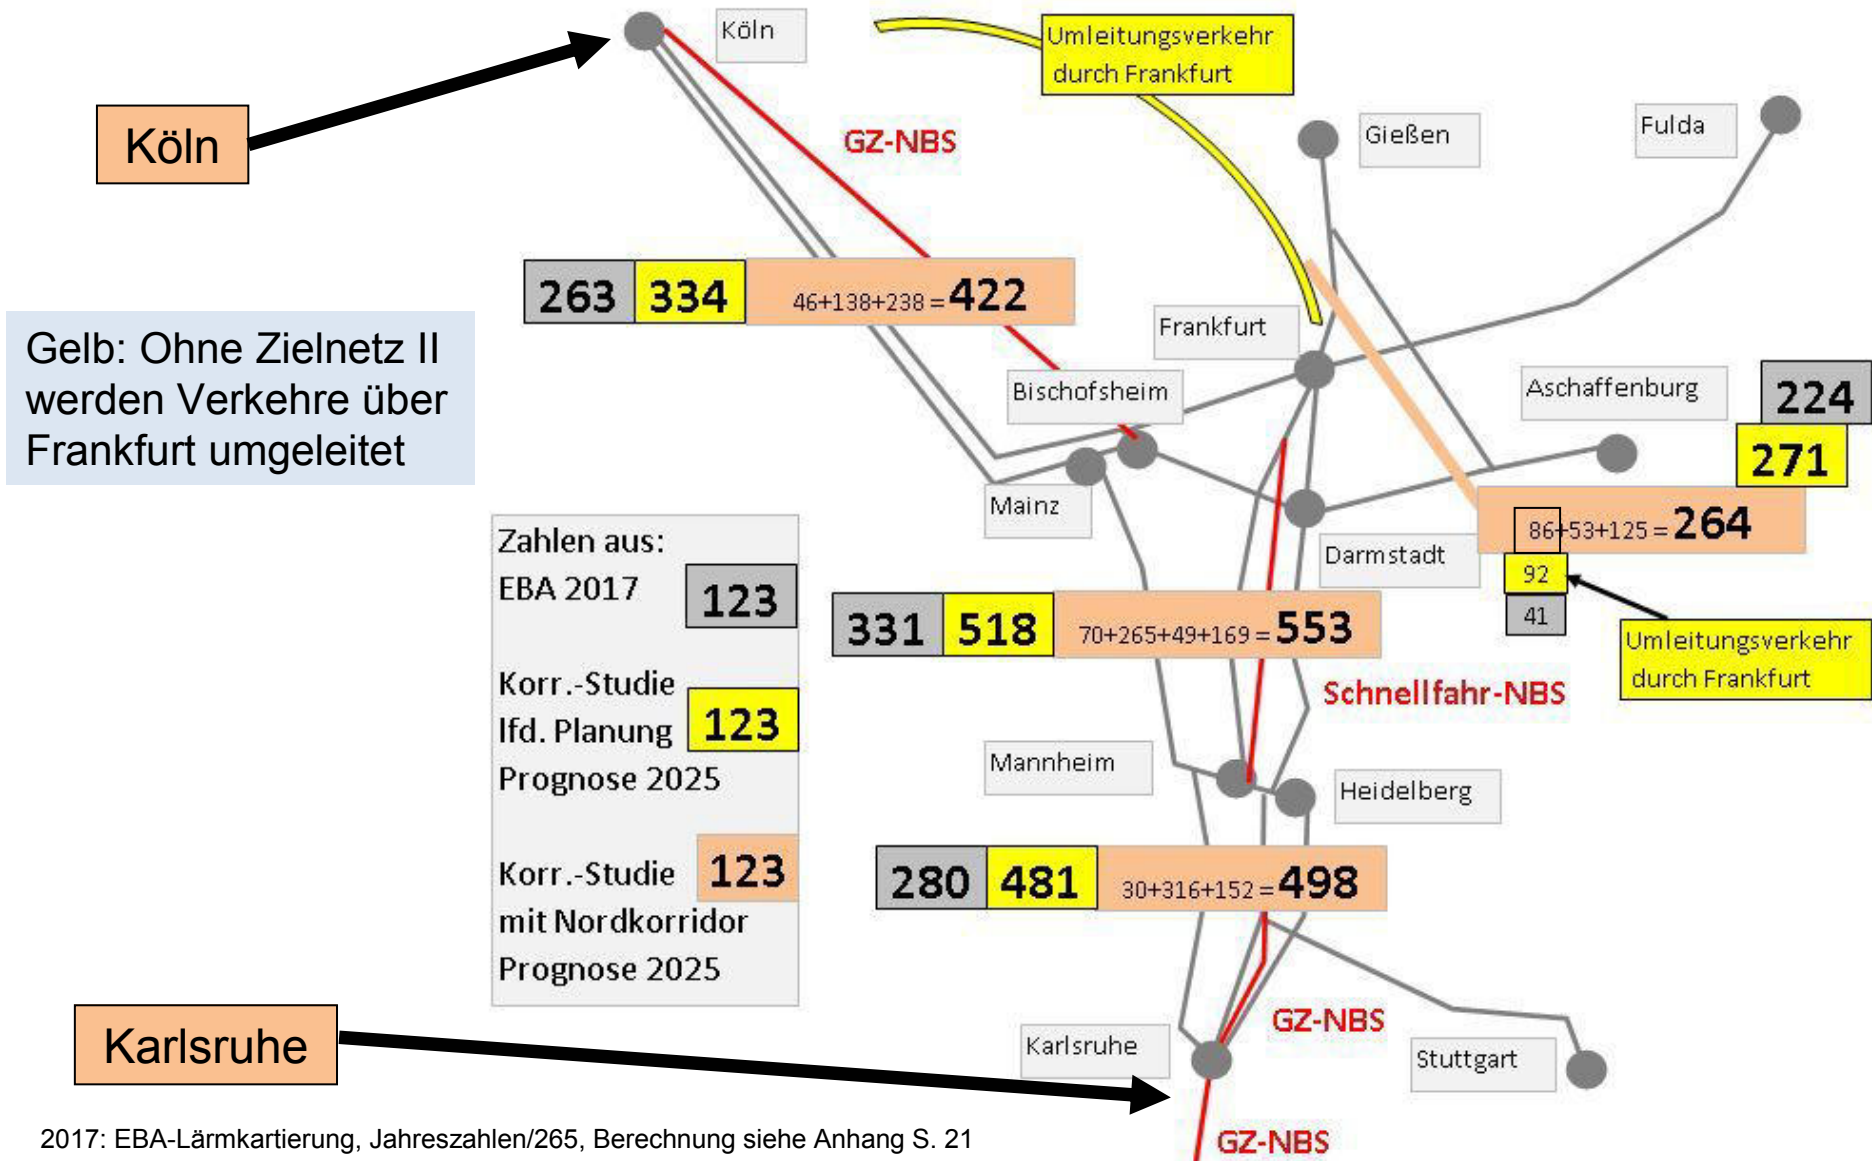 Köln
Köln
Umleitungsverkehr
durch Frankfurt
GZ-NBS
Gießen
Fulda
263 334 46+138+238 = 422
Gelb: Ohne Zielnetz II
werden Verkehre über
Frankfurt umgeleitet
Frankfurt
Bischofsheim
Aschaffenburg
224
271
Mainz
86+53+125 = 264
92
41
Darmstadt
Umleitungsverkehr
durch Frankfurt
Zahlen aus:
EBA 2017 123
Korr.-Studie
lfd. Planung 123
Prognose 2025
Korr.-Studie 123
mit Nordkorridor
Prognose 2025
331 518 70+265+49+169 = 553
Schnellfahr-NBS
Mannheim
Heidelberg
280 481 30+316+152 = 498
GZ-NBS
Karlsruhe
Karlsruhe
Stuttgart
GZ-NBS
2017: EBA-Lärmkartierung, Jahreszahlen/265, Berechnung siehe Anhang S. 21